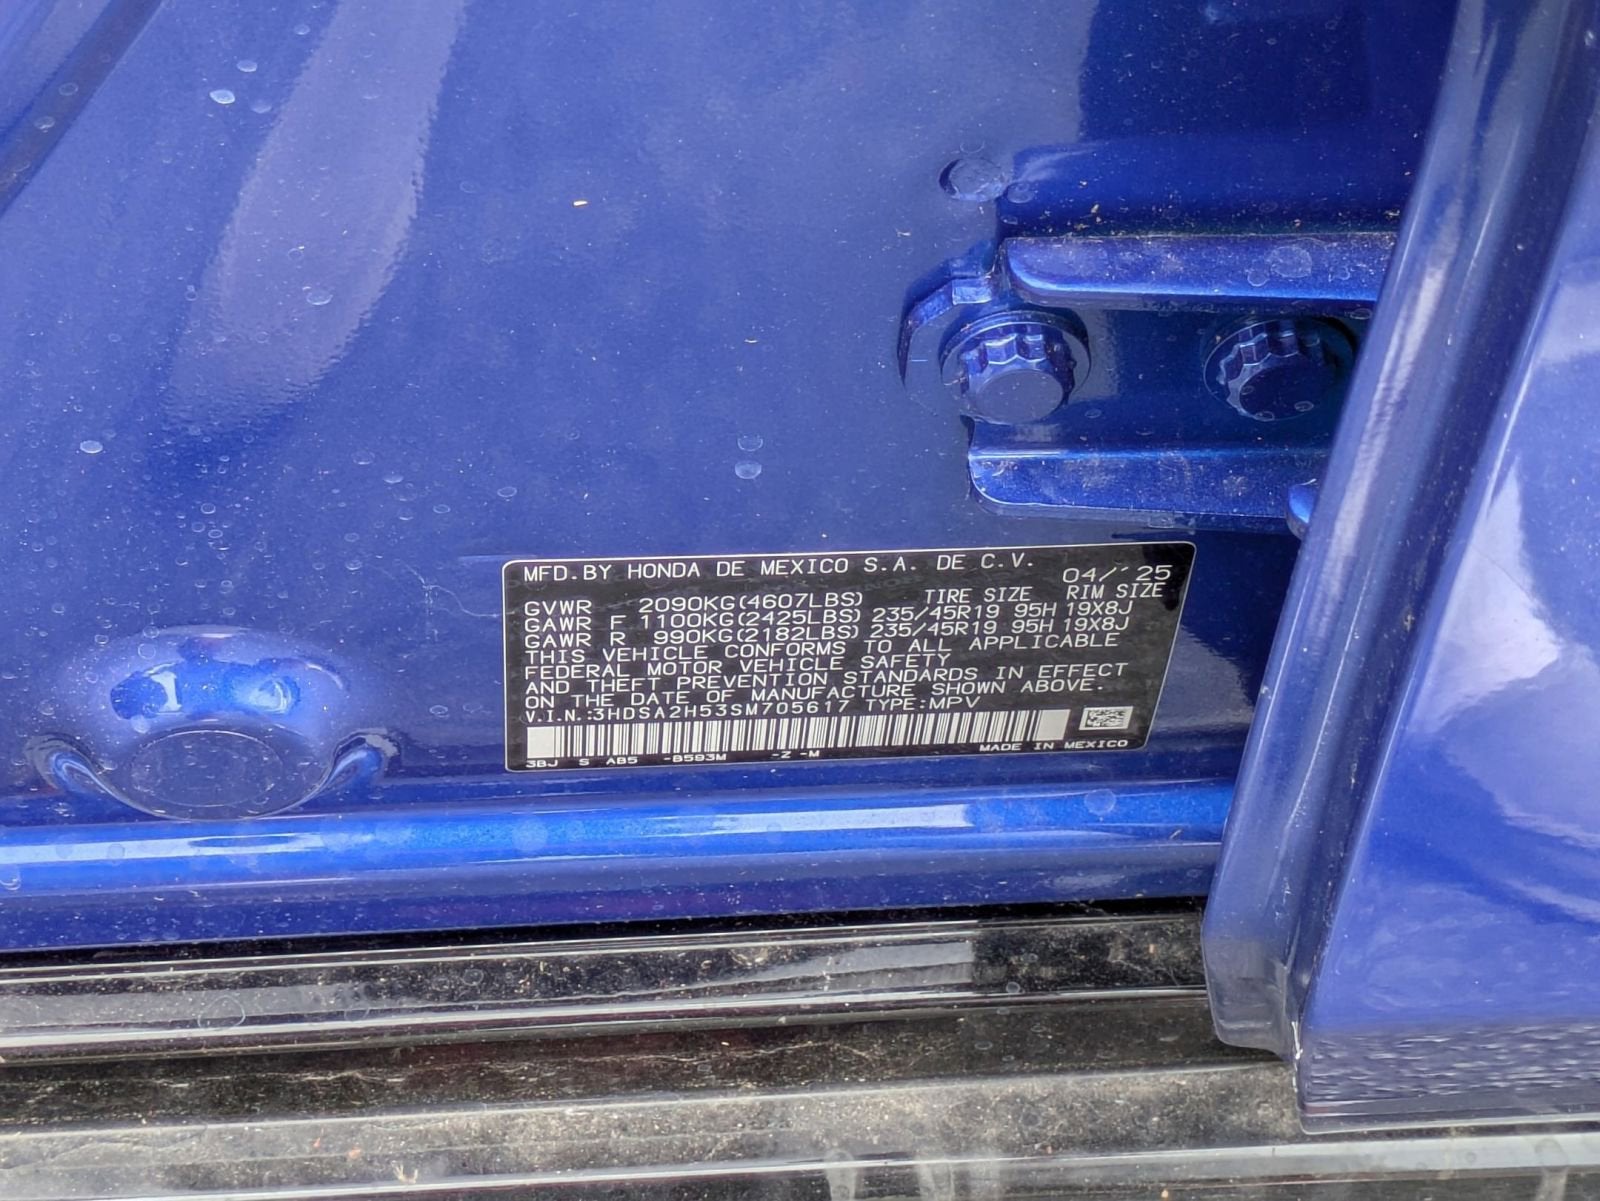 MFD.BY HONDA DE MEXICO S.A. DE C.V. 04/'25
GVWR 2090KG(4607LBS) TIRE SIZE RIM SIZE
GAWR F 1100KG(2425LBS) 235/45R19 95H 19X8J
GAWR R 990KG(2182LBS) 235/45R19 95H 19X8J
THIS VEHICLE CONFORMS TO ALL APPLICABLE
FEDERAL MOTOR VEHICLE SAFETY
AND THEFT PREVENTION STANDARDS IN EFFECT
ON THE DATE OF MANUFACTURE SHOWN ABOVE.
V.I.N.:3HDSA2H53SM705617 TYPE:MPV
3BJ S AB5 -B593M -Z -M MADE IN MEXICO